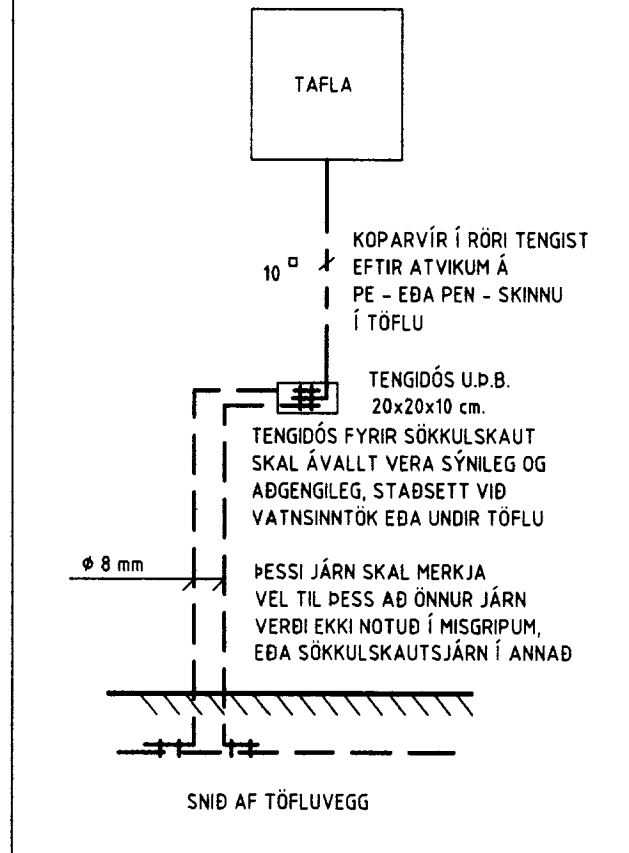 TAFLA
KOPARVÍR Í RÖRI TENGIST
EFTIR ATVIKUM Á
PE - EÐA PEN - SKINNU
Í TÖFLU
10 □
TENGIDÓS U.Þ.B.
20x20x10 cm.
TENGIDÓS FYRIR SÖKKULSKAUT
SKAL ÁVALLT VERA SÝNILEG OG
AÐGENGILEG, STAÐSETT VIÐ
VATNSINNTÖK EÐA UNDIR TÖFLU
ϕ 8 mm
ÞESSI JÁRN SKAL MERKJA
VEL TIL ÞESS AÐ ÖNNUR JÁRN
VERÐI EKKI NOTUÐ Í MISGRIPUM,
EÐA SÖKKULSKAUTSJÁRN Í ANNAÐ
SNIÐ AF TÖFLUVEGG